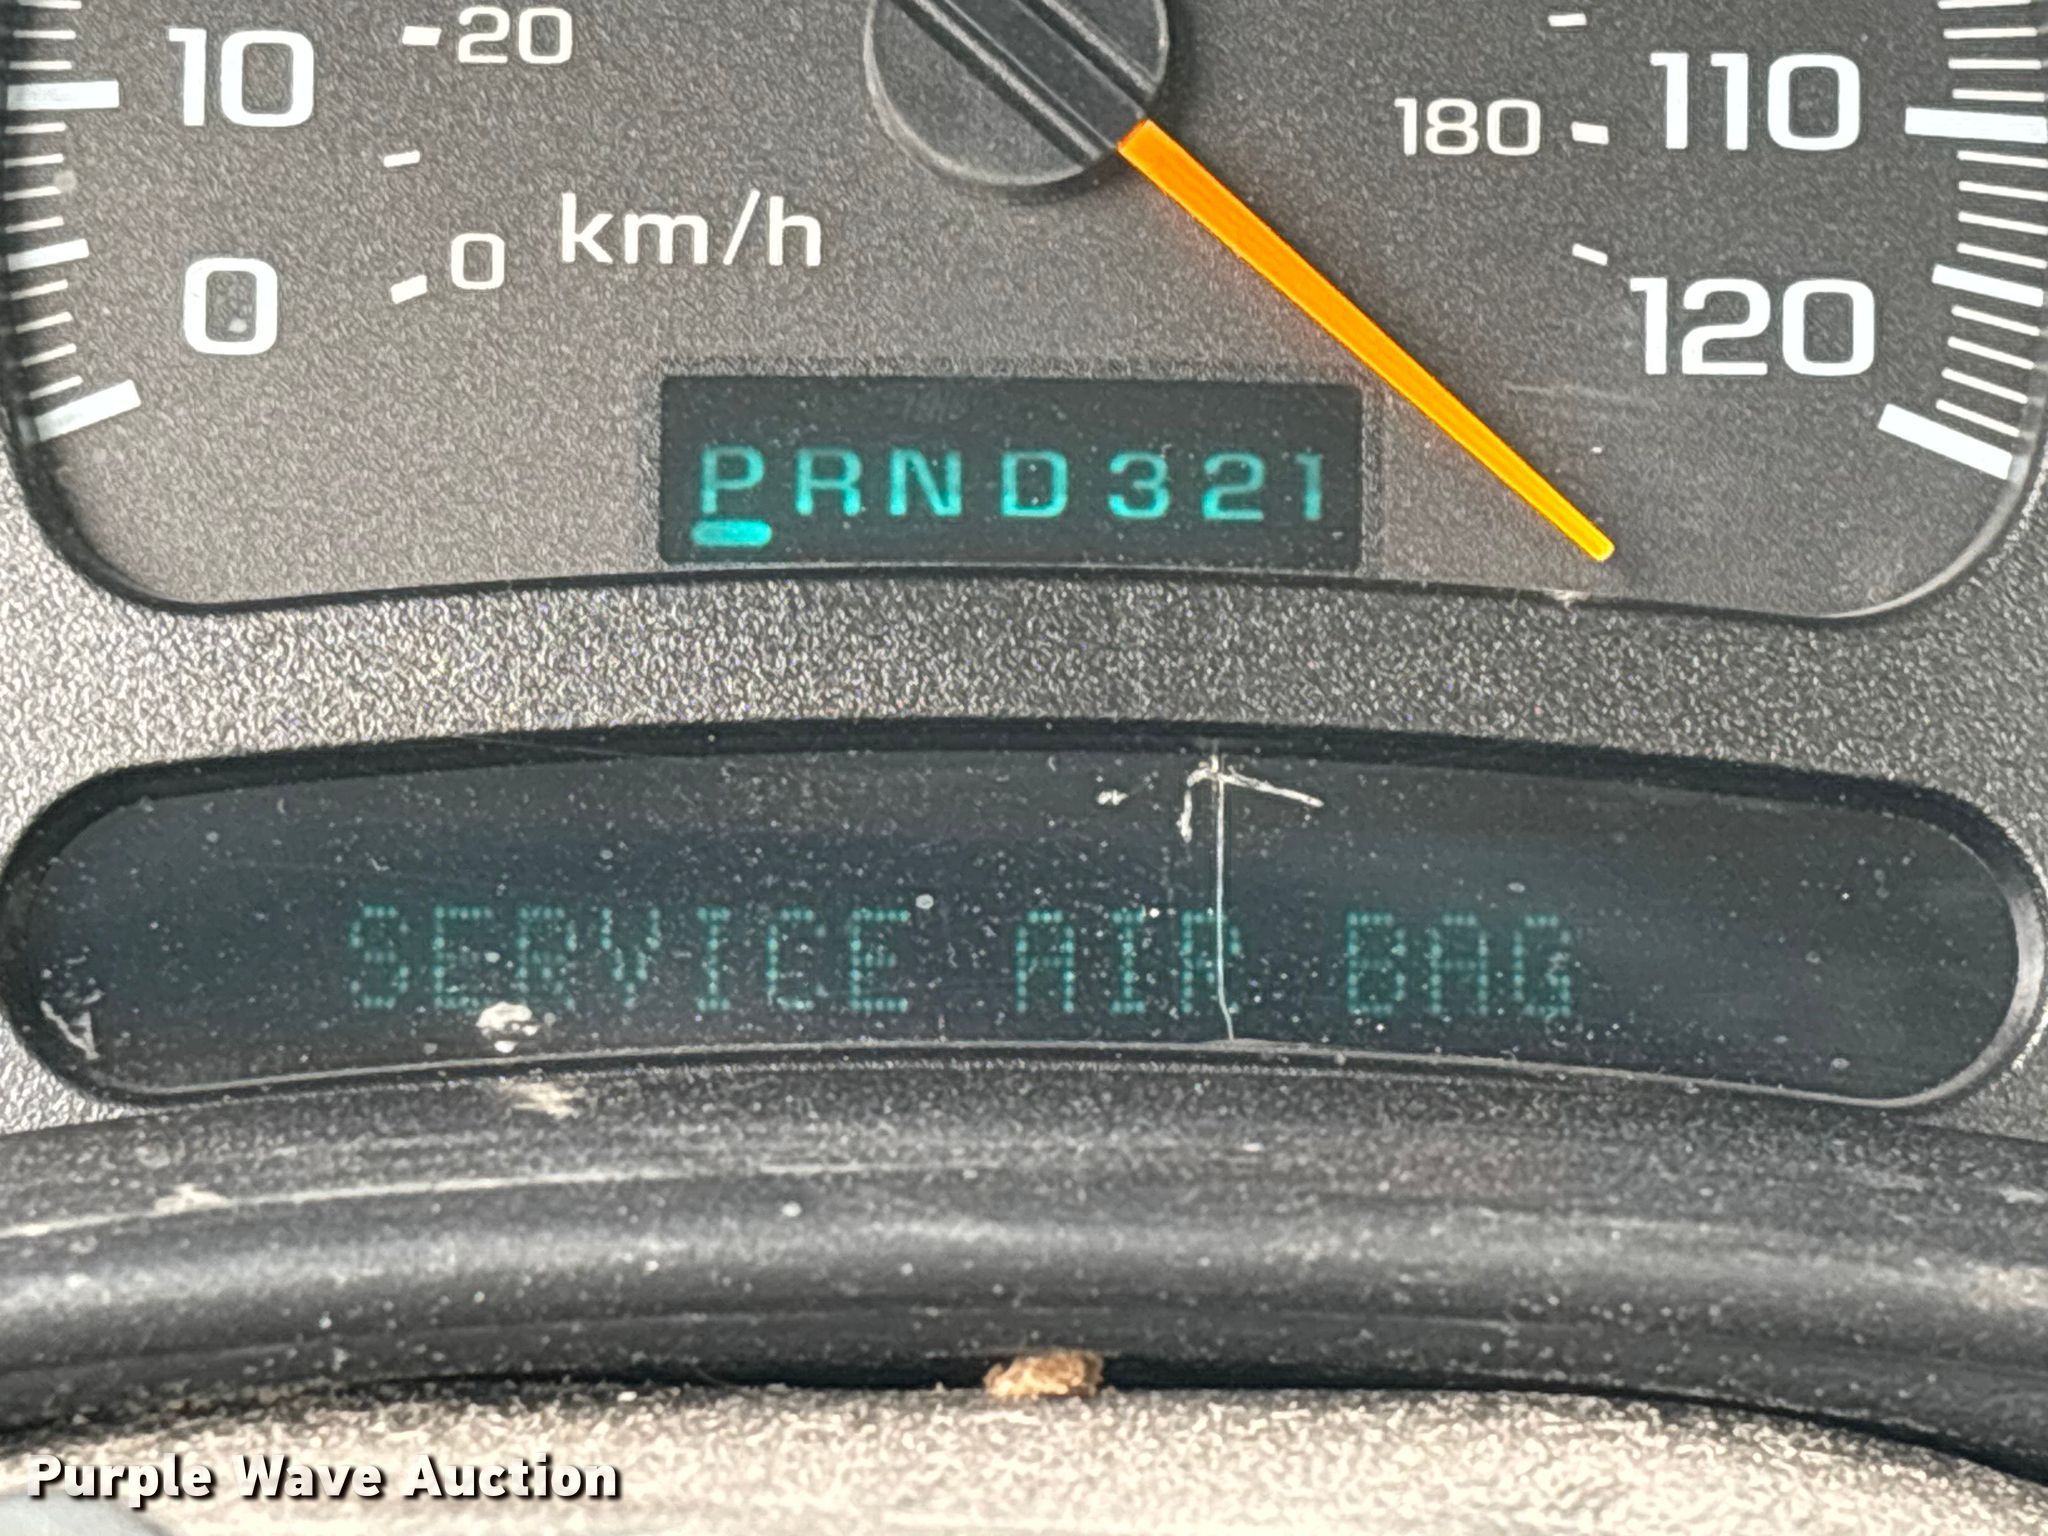 10
20
110
180
0
0
km/h
120
PRND321
SERVICE AIR BAG
Purple Wave Auction